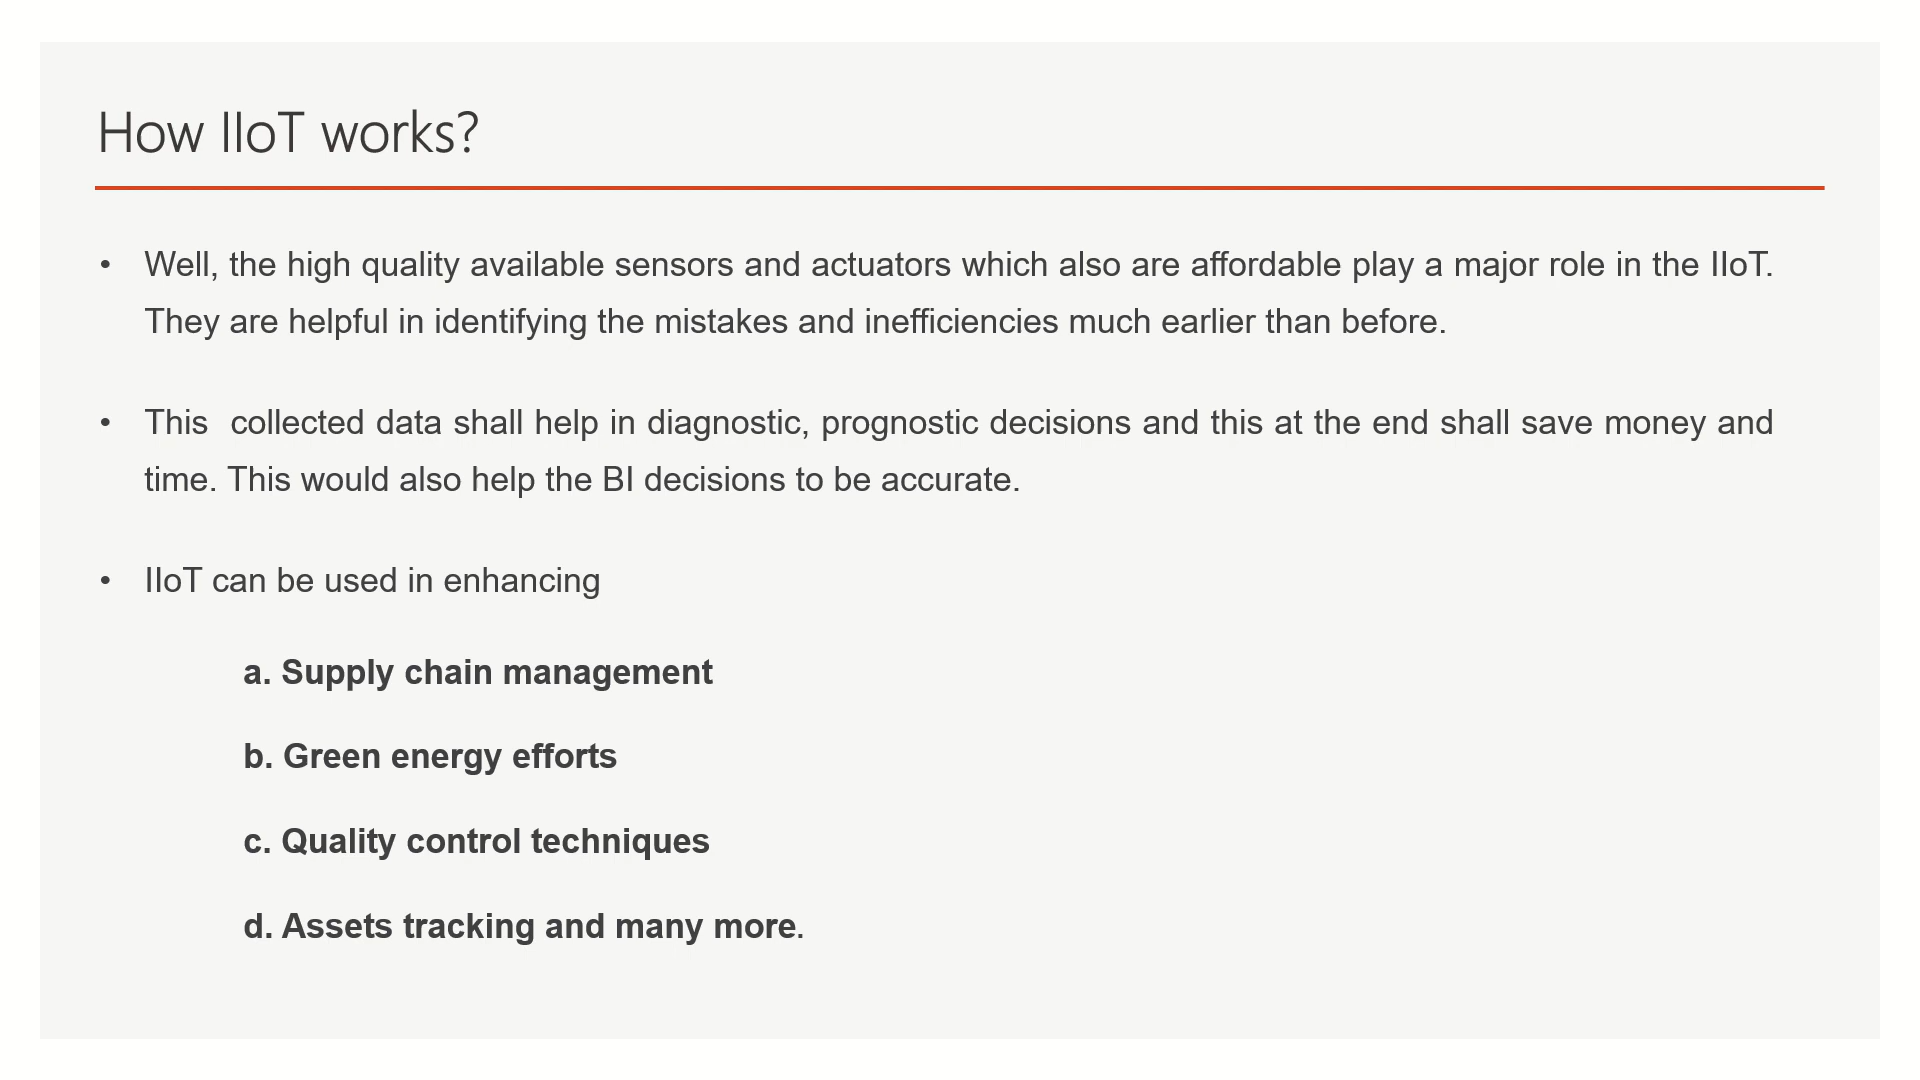 How IIoT works?
• Well, the high quality available sensors and actuators which also are affordable play a major role in the IIoT.
They are helpful in identifying the mistakes and inefficiencies much earlier than before.
• This  collected data shall help in diagnostic, prognostic decisions and this at the end shall save money and
time. This would also help the BI decisions to be accurate.
• IIoT can be used in enhancing
a. Supply chain management
b. Green energy efforts
c. Quality control techniques
d. Assets tracking and many more.